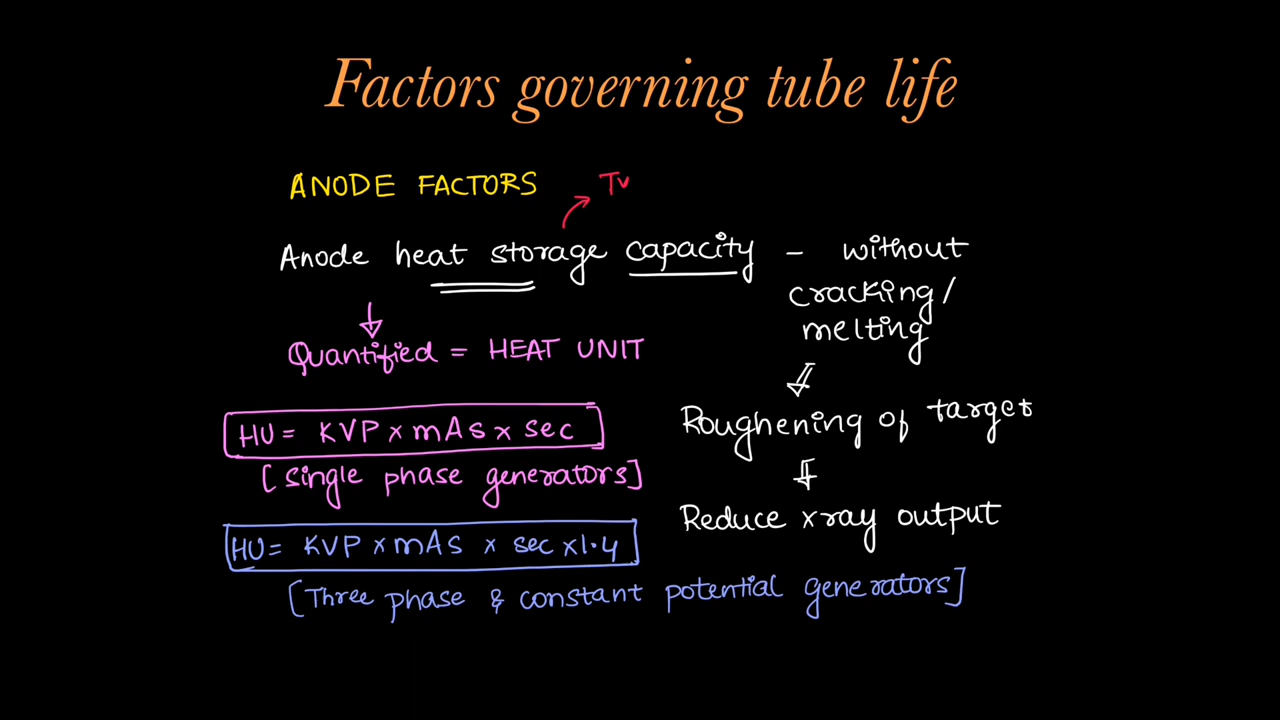 Factors governing tube life
ANODE FACTORS
Tv
Anode heat storage capacity – without
cracking/
melting
Quantified = HEAT UNIT
Roughening of target
HU = KVP x mAs x sec
[single phase generators]
Reduce xray output
HU = KVP x mAs x sec x 1.4
[Three phase & constant potential generators]